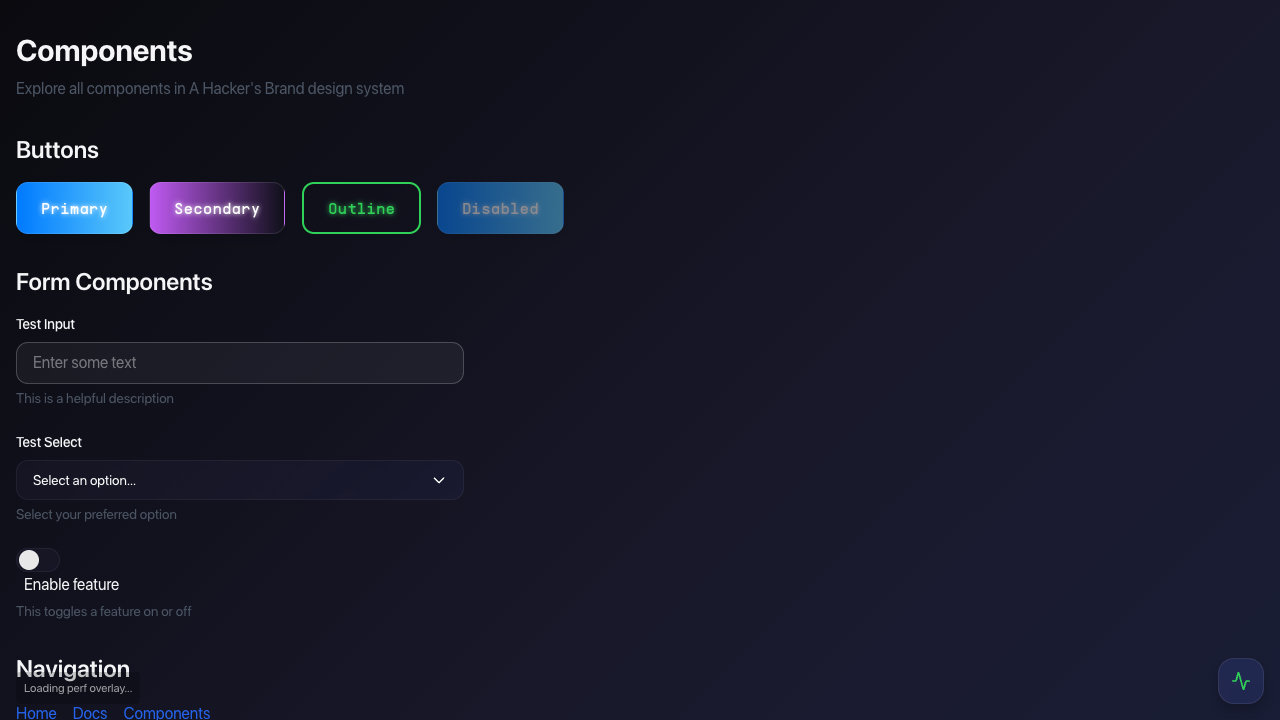 Components
Explore all components in A Hacker's Brand design system
Buttons
Primary Secondary Outline Disabled
Form Components
Test Input
Enter some text
This is a helpful description
Test Select
Select an option...
Select your preferred option
Enable feature
This toggles a feature on or off
Navigation
Loading perf overlay...
Home Docs Components